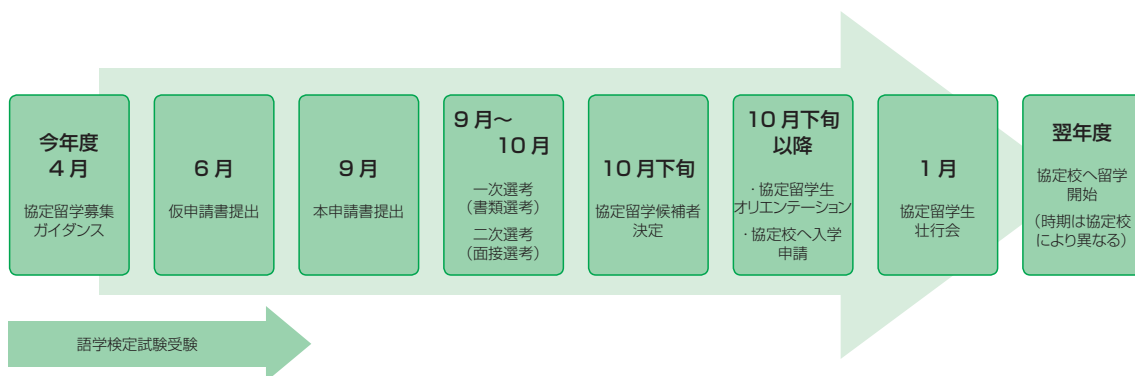 今年度
4月
協定留学募集
ガイダンス
6月
仮申請書提出
9月
本申請書提出
9月～
10月
一次選考
（書類選考）
二次選考
（面接選考）
10月下旬
協定留学候補者
決定
10月下旬
以降
・協定留学生
オリエンテーション
・協定校へ入学
申請
1月
協定留学生
壮行会
翌年度
協定校へ留学
開始
（時期は協定校
により異なる）
語学検定試験受験